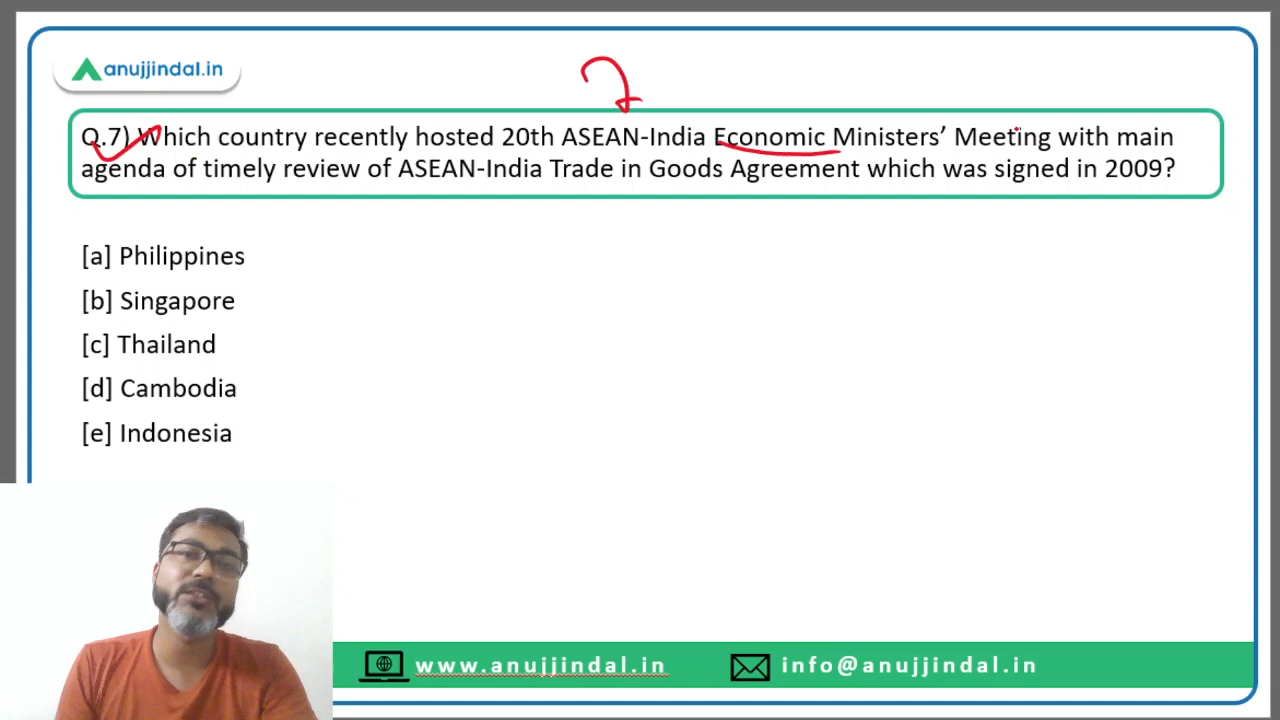 anujjindal.in
Q.7) Which country recently hosted 20th ASEAN-India Economic Ministers’ Meeting with main
agenda of timely review of ASEAN-India Trade in Goods Agreement which was signed in 2009?
[a] Philippines
[b] Singapore
[c] Thailand
[d] Cambodia
[e] Indonesia
www.anujjindal.in info@anujjindal.in